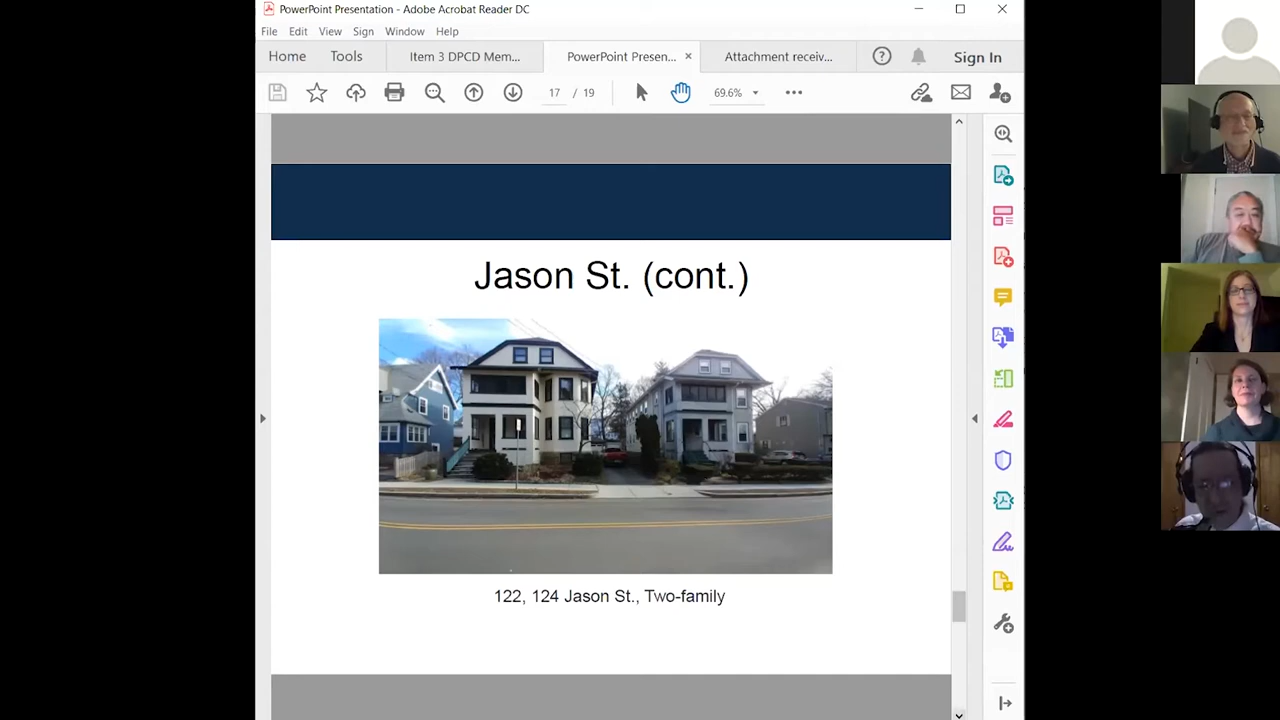 PowerPoint Presentation - Adobe Acrobat Reader DC
File Edit View Sign Window Help
Home Tools Item 3 DPCD Mem... PowerPoint Presen... Attachment receiv... Sign In
17 / 19 69.6%
Jason St. (cont.)
122, 124 Jason St., Two-family